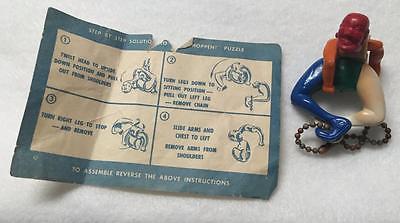 STEP BY STEP SOLUTION TO
HOPPENT PUZZLE
1
TWIST HEAD TO UPSIDE
DOWN POSITION AND PULL
OUT FROM SHOULDERS
2
TURN LEGS DOWN TO
SITTING POSITION —
PULL OUT LEFT LEG
— REMOVE CHAIN
3
TURN RIGHT LEG TO STOP
— AND REMOVE
4
SLIDE ARMS AND
CHEST TO LEFT
REMOVE ARMS FROM
SHOULDERS
TO ASSEMBLE REVERSE THE ABOVE INSTRUCTIONS